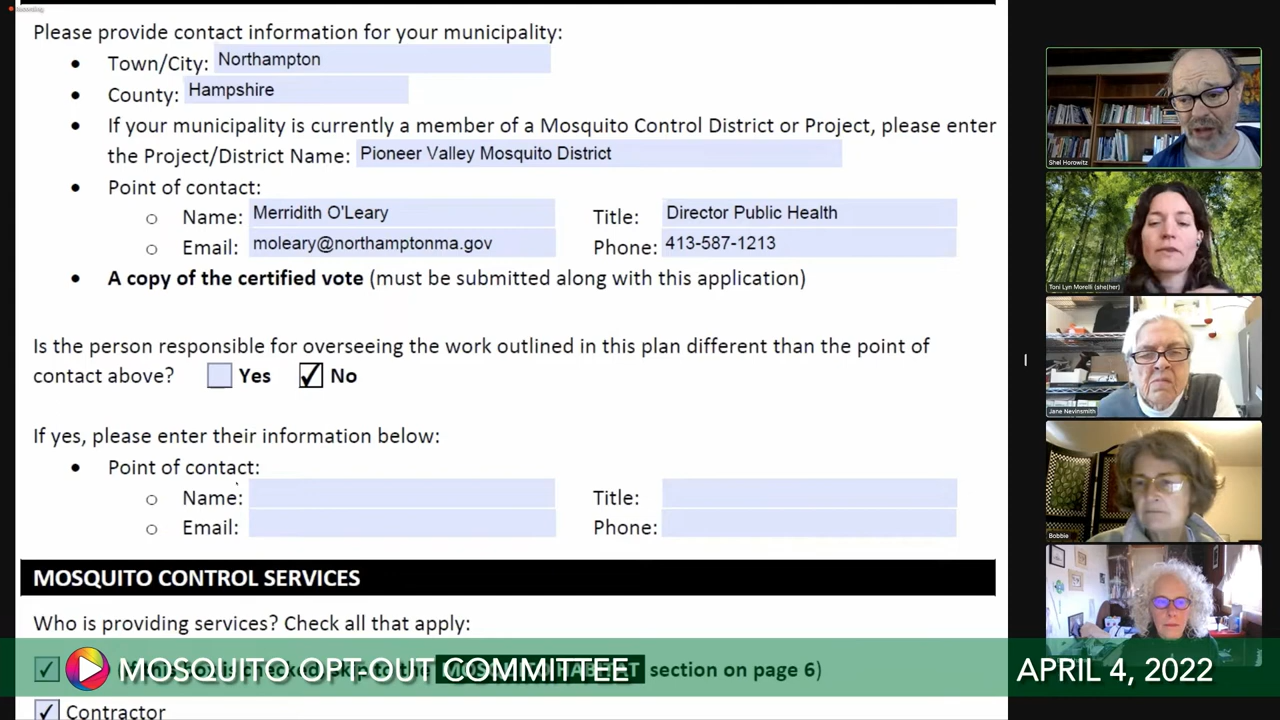 Recording
Please provide contact information for your municipality:
• Town/City: Northampton
• County: Hampshire
• If your municipality is currently a member of a Mosquito Control District or Project, please enter
the Project/District Name: Pioneer Valley Mosquito District
• Point of contact:
o Name: Merridith O'Leary Title: Director Public Health
o Email: moleary@northamptonma.gov Phone: 413-587-1213
• A copy of the certified vote (must be submitted along with this application)
Is the person responsible for overseeing the work outlined in this plan different than the point of
contact above? Yes No
If yes, please enter their information below:
• Point of contact:
o Name: Title:
o Email: Phone:
MOSQUITO CONTROL SERVICES
Who is providing services? Check all that apply:
section on page 6)
Contractor
MOSQUITO OPT-OUT COMMITTEE
APRIL 4, 2022
Shel Horowitz
Toni Lyn Morelli (she|her)
Jane Nevinsmith
Bobbie